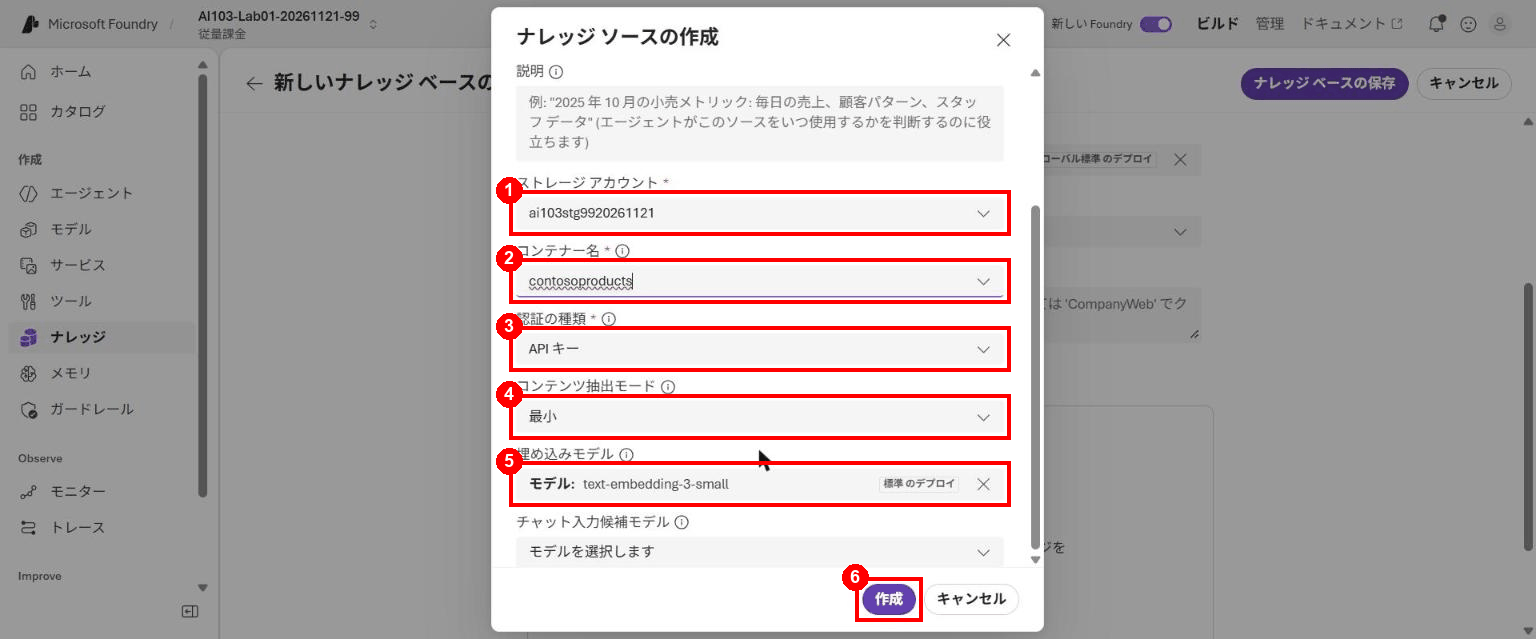 Microsoft Foundry / AI103-Lab01-20261121-99
従量課金
新しい Foundry ビルド 管理 ドキュメント
ホーム
カタログ
作成
エージェント
モデル
サービス
ツール
ナレッジ
メモリ
ガードレール
Observe
モニター
トレース
Improve
新しいナレッジ ベースの
ナレッジ ベースの保存 キャンセル
ローバル標準 のデプロイ
ては 'CompanyWeb' でク
ジを
ナレッジ ソースの作成
説明
例: "2025 年 10 月の小売メトリック: 毎日の売上、顧客パターン、スタッ
フ データ" (エージェントがこのソースをいつ使用するかを判断するのに役
立ちます)
1
ストレージ アカウント *
ai103stg9920261121
2
コンテナー名 *
contosoproducts
3
認証の種類 *
API キー
4
コンテンツ抽出モード
最小
5
埋め込みモデル
モデル: text-embedding-3-small 標準 のデプロイ
チャット入力候補モデル
モデルを選択します
6
作成 キャンセル